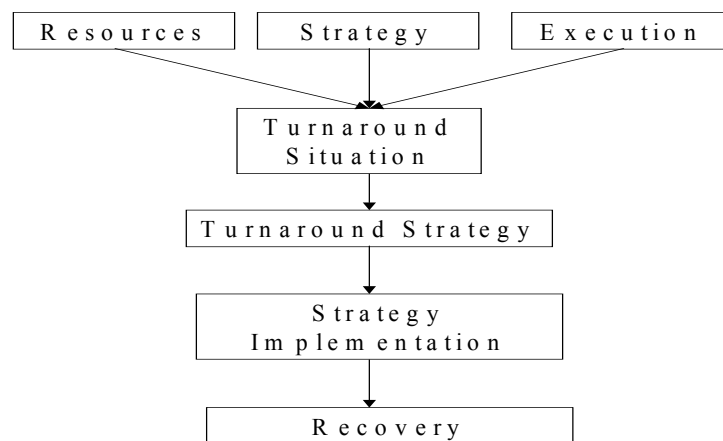 Resources
Strategy
Execution
Turnaround
Situation
Turnaround Strategy
Strategy
Implementation
Recovery